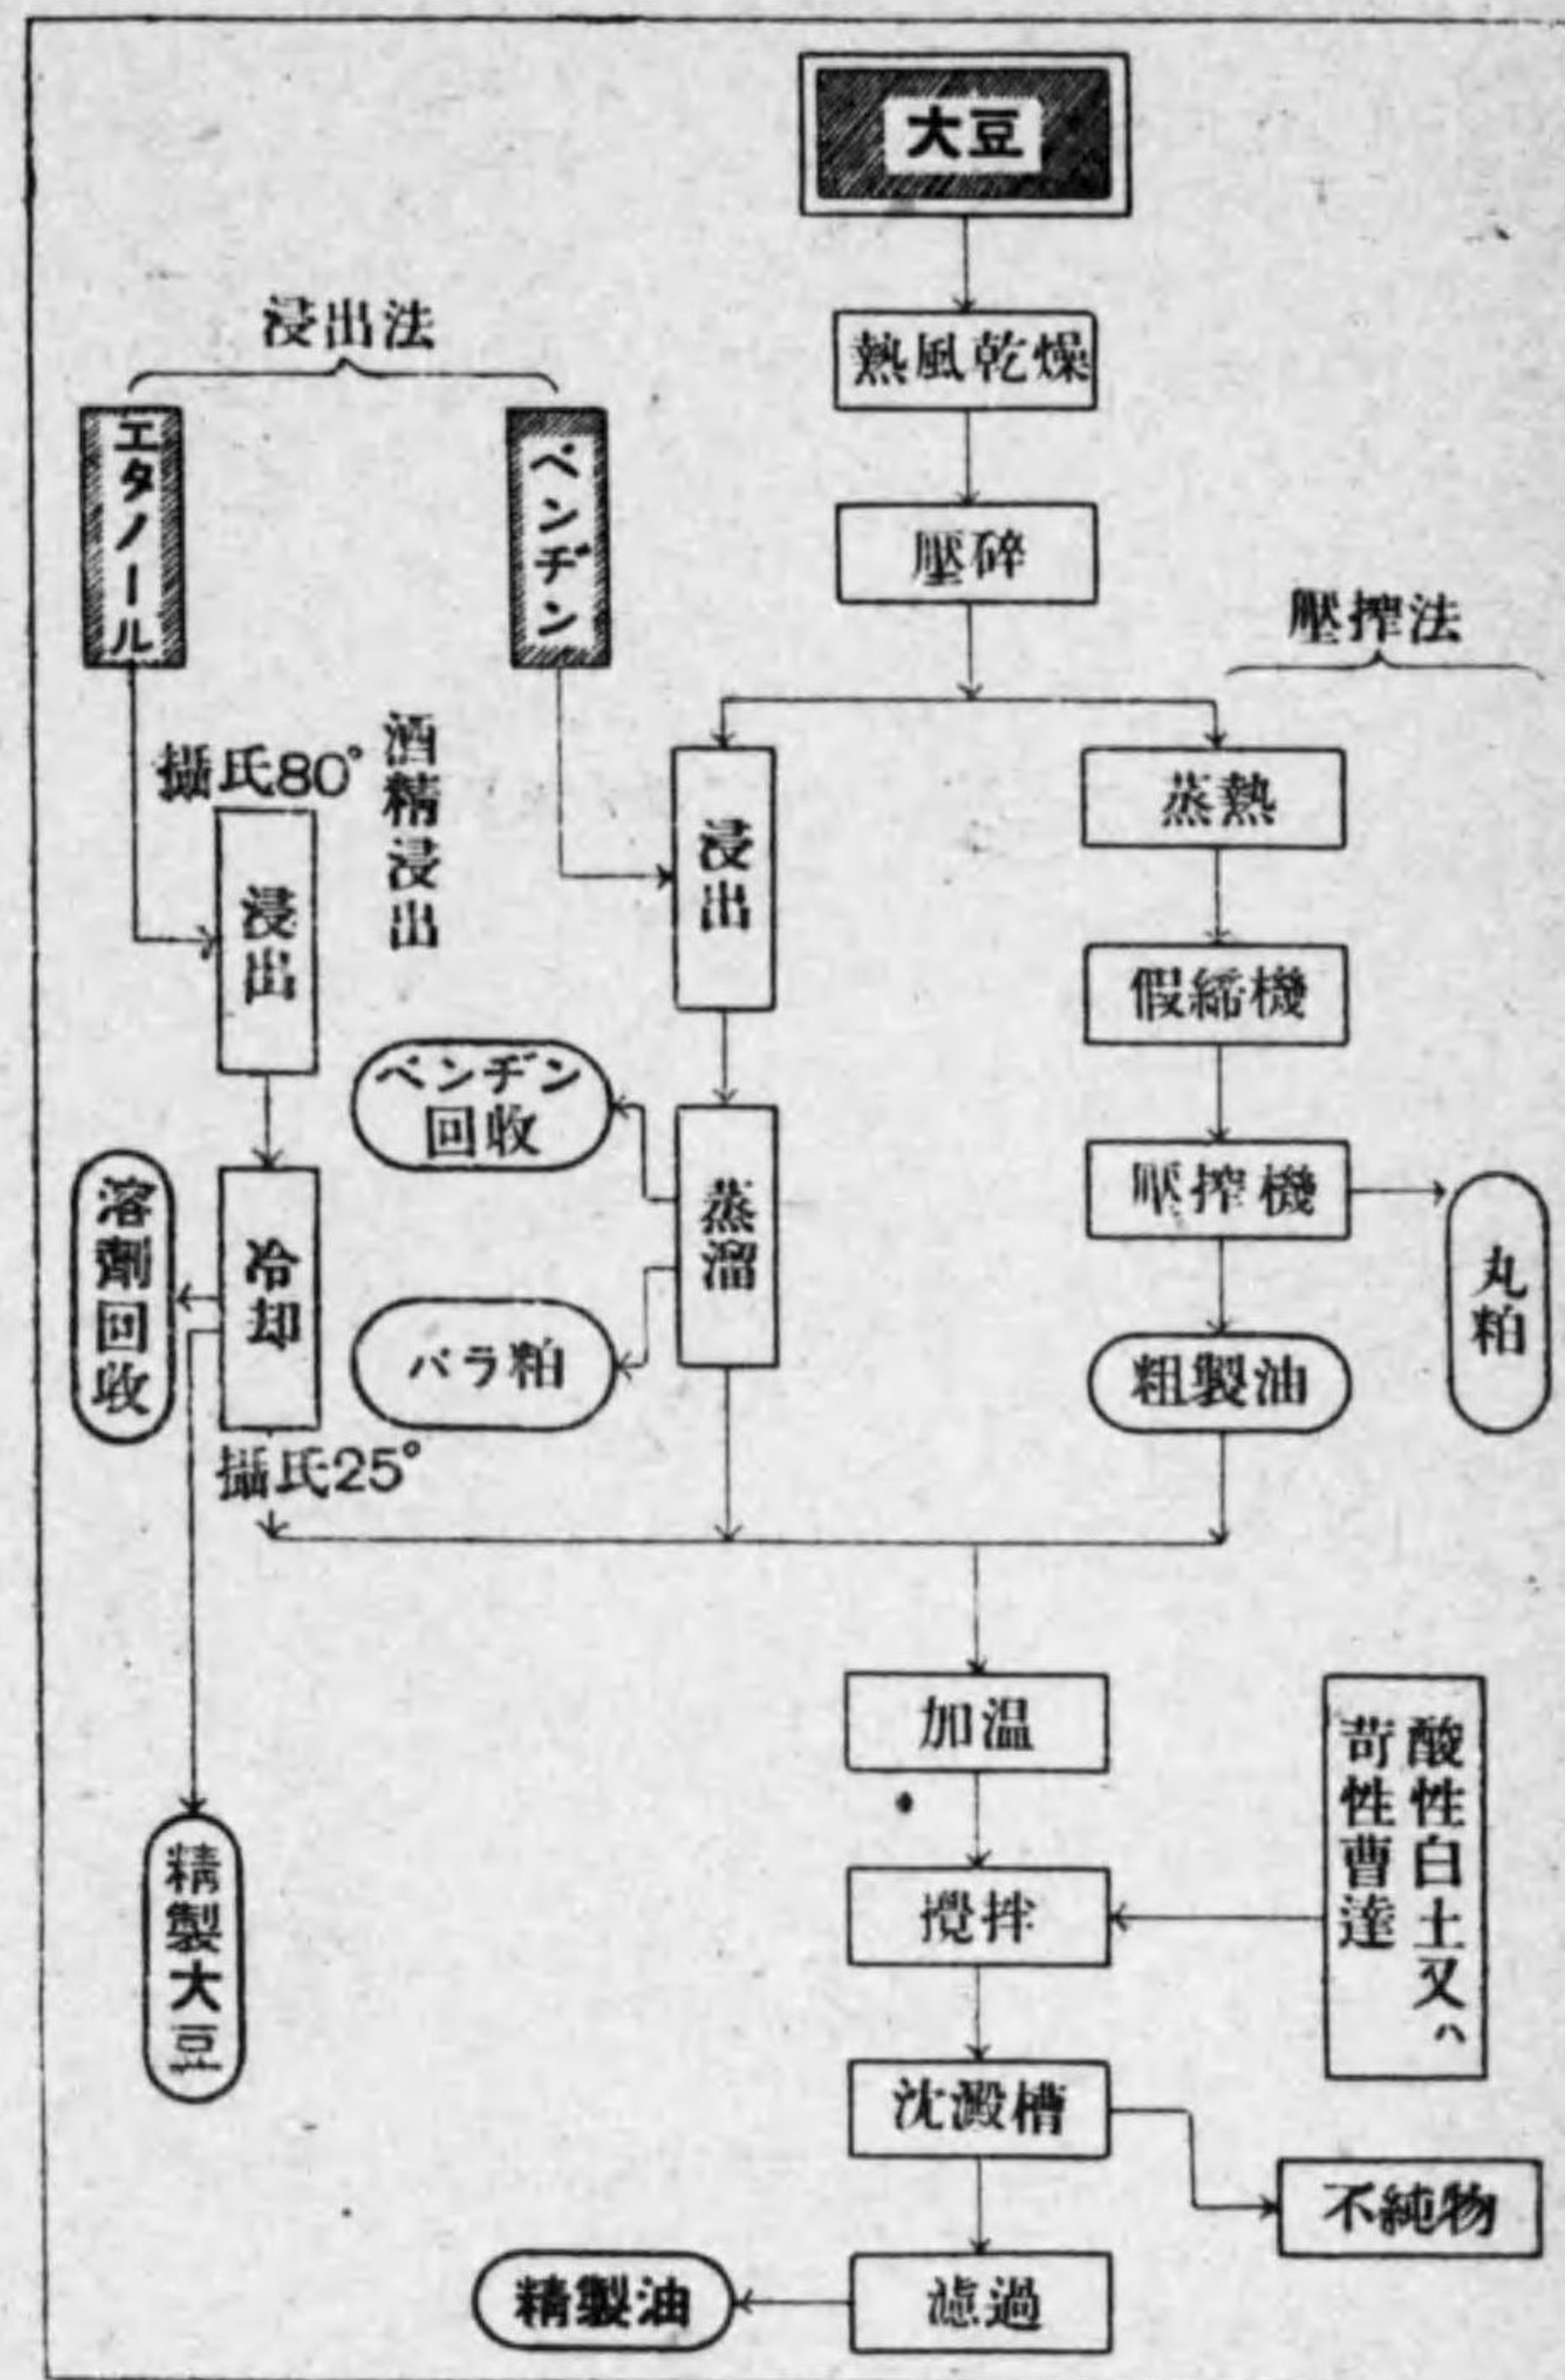 大豆
熱風乾燥
壓碎
浸出法
エタノール
ベンヂン
壓搾法
攝氏80°
酒精浸出
浸出
浸出
蒸熱
假締機
壓搾機
丸粕
粗製油
ベンヂン
回收
蒸溜
バラ粕
冷却
溶劑回收
攝氏25°
加温
攪拌
酸性白土又ハ
苛性曹達
沈澱槽
不純物
濾過
精製油
精製大豆